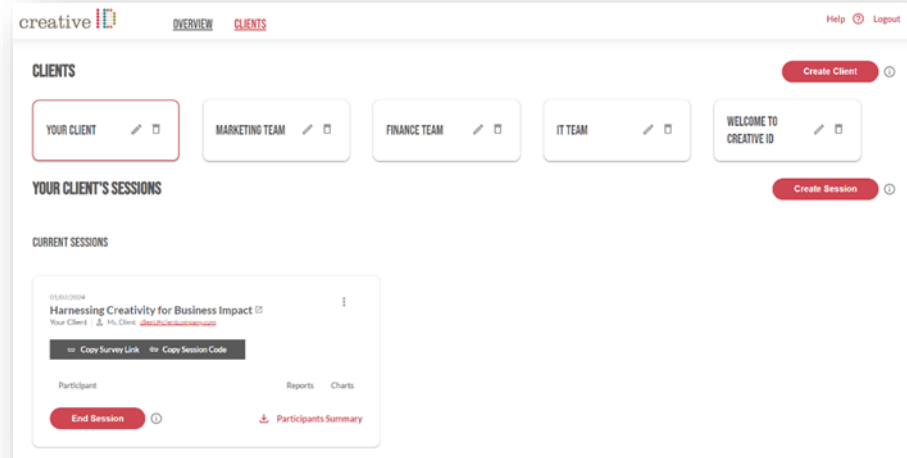 creative ID
OVERVIEW CLIENTS
Help Logout
CLIENTS
Create Client
YOUR CLIENT
MARKETING TEAM
FINANCE TEAM
IT TEAM
WELCOME TO
CREATIVE ID
YOUR CLIENT'S SESSIONS
Create Session
CURRENT SESSIONS
01/02/2024
Harnessing Creativity for Business Impact
Your Client | Ms. Client
Copy Survey Link Copy Session Code
Participant Reports Charts
End Session Participants Summary